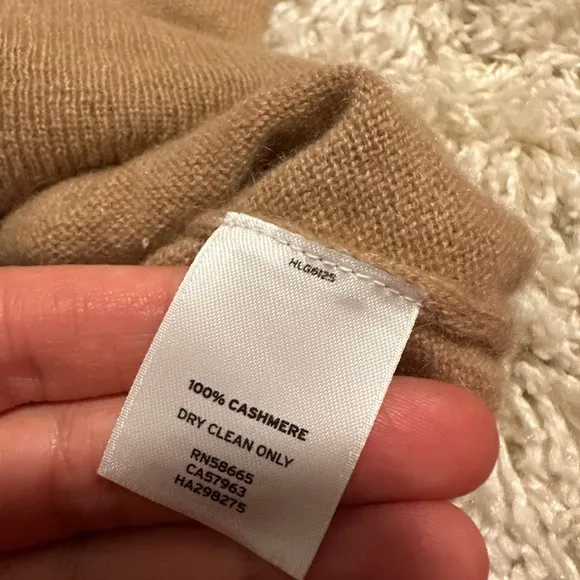 HLG6125
100% CASHMERE
DRY CLEAN ONLY
RN58665
CA57963
HA298275